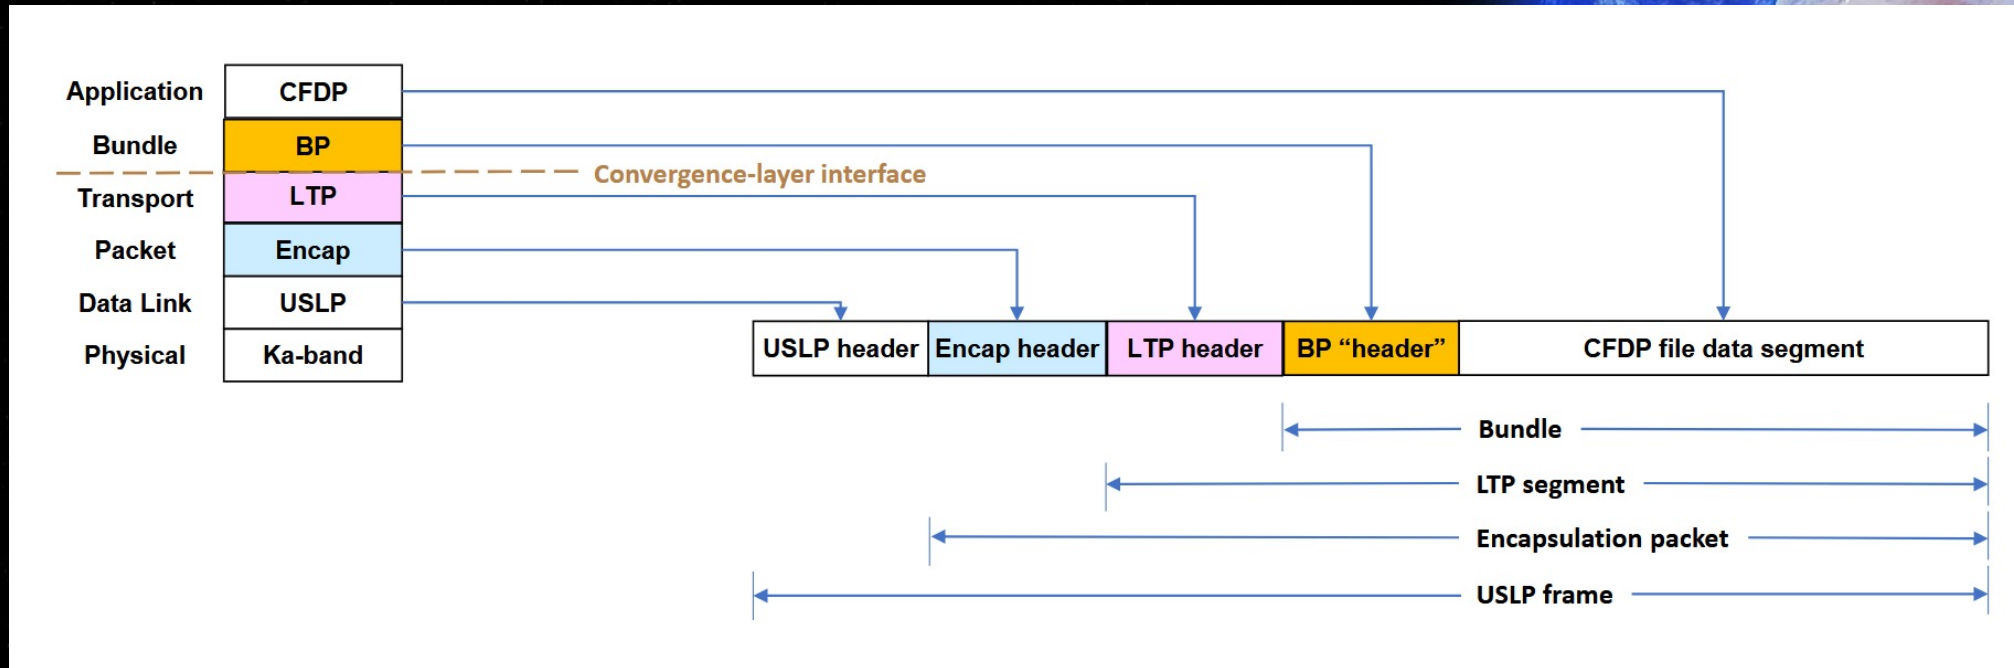 Application CFDP
Bundle BP
Convergence-layer interface
Transport LTP
Packet Encap
Data Link USLP
Physical Ka-band
USLP header Encap header LTP header BP “header” CFDP file data segment
Bundle
LTP segment
Encapsulation packet
USLP frame